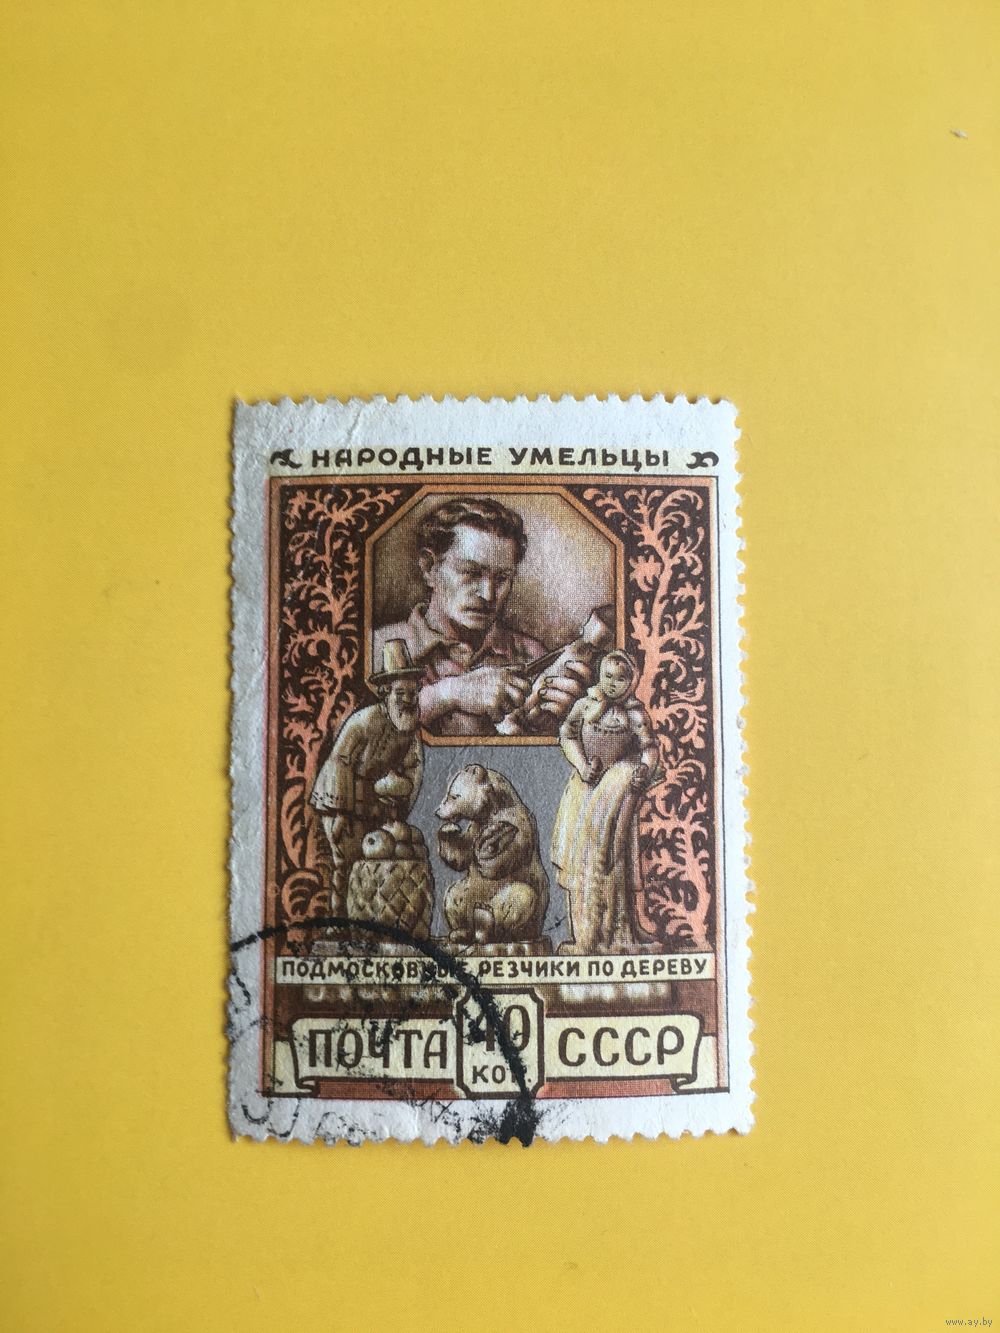 НАРОДНЫЕ УМЕЛЬЦЫ
ПОДМОСКОВНЫЕ РЕЗЧИКИ ПО ДЕРЕВУ
ПОЧТА 40 КОП. СССР
www.ay.by